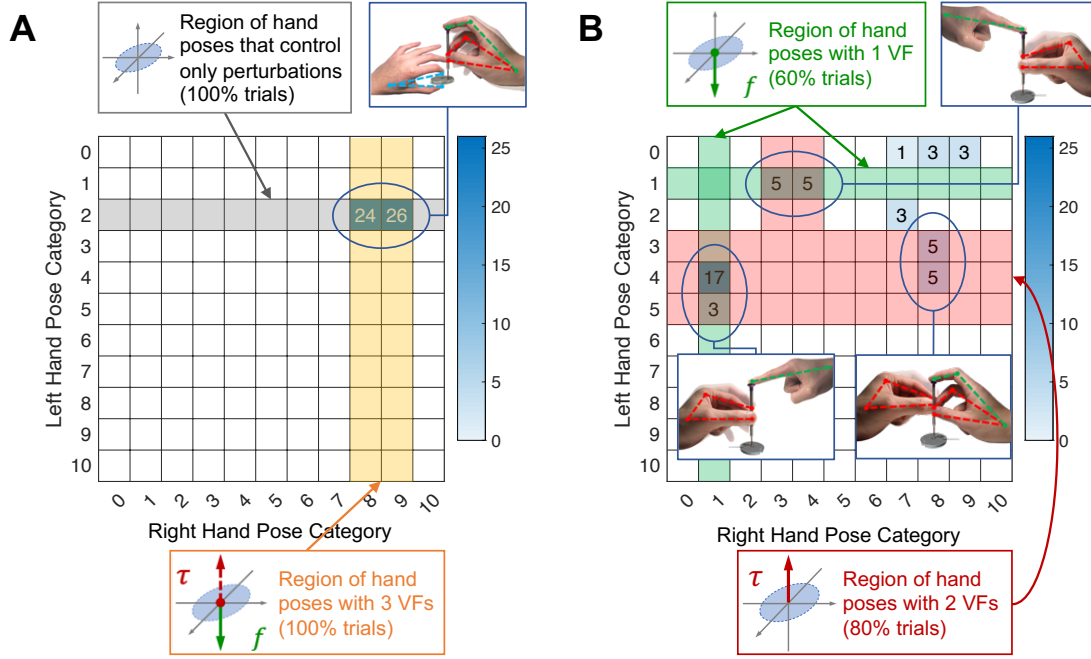 A
Region of hand
poses that control
only perturbations
(100% trials)
0
1
2
3
4
5
6
7
8
9
10
Left Hand Pose Category
24 26
25
20
15
10
5
0
0 1 2 3 4 5 6 7 8 9 10
Right Hand Pose Category
τ
f
Region of hand
poses with 3 VFs
(100% trials)
B
f
Region of hand
poses with 1 VF
(60% trials)
0
1
2
3
4
5
6
7
8
9
10
Left Hand Pose Category
1 3 3
5 5
3
5
17 5
3
25
20
15
10
5
0
0 1 2 3 4 5 6 7 8 9 10
Right Hand Pose Category
τ
Region of hand
poses with 2 VFs
(80% trials)